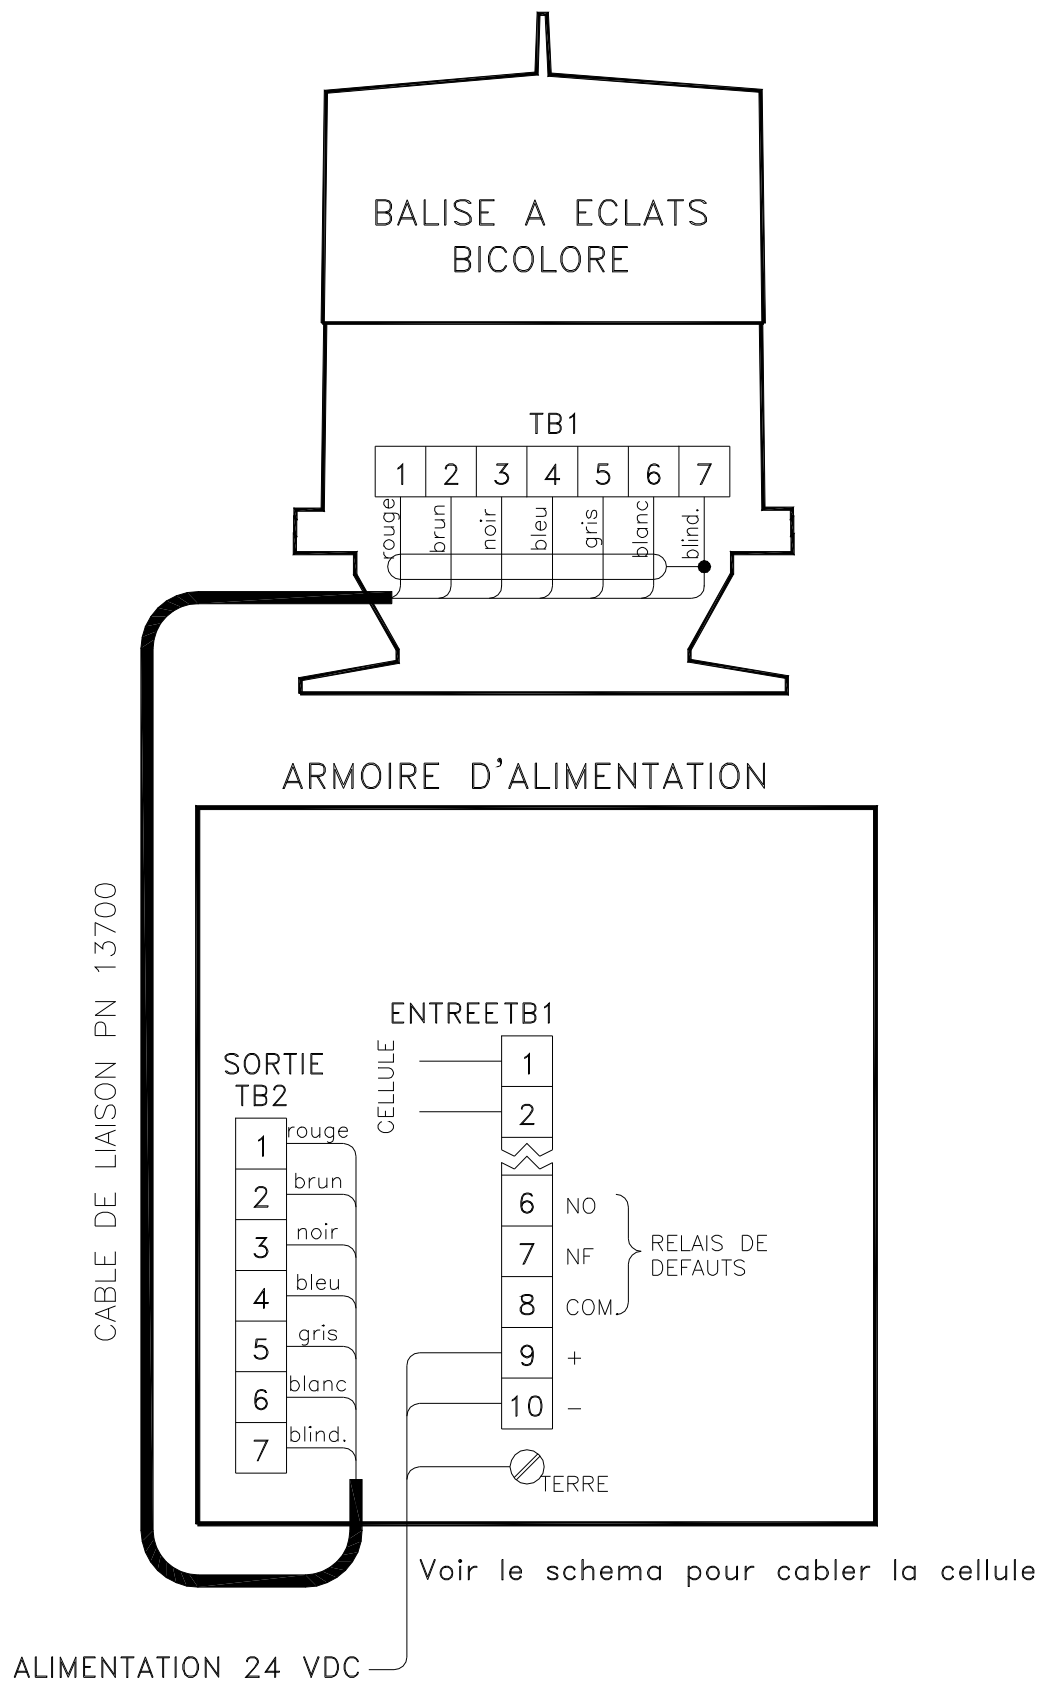 BALISE A ECLATS
BICOLORE
TB1
1 2 3 4 5 6 7
rouge brun noir bleu gris blanc blind.
ARMOIRE D'ALIMENTATION
CABLE DE LIAISON PN 13700
ENTREETB1
CELLULE
1
2
6 NO
7 NF
8 COM.
RELAIS DE
DEFAUTS
9 +
10 -
TERRE
SORTIE
TB2
1 rouge
2 brun
3 noir
4 bleu
5 gris
6 blanc
7 blind.
Voir le schema pour cabler la cellule
ALIMENTATION 24 VDC